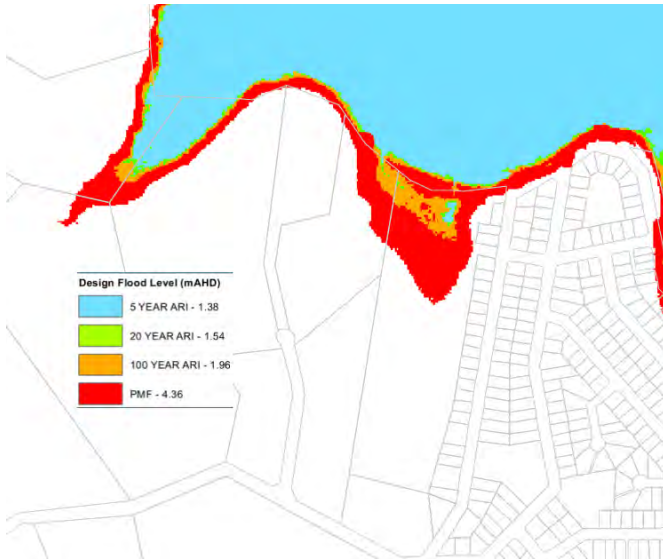 Design Flood Level (mAHD)
5 YEAR ARI - 1.38
20 YEAR ARI - 1.54
100 YEAR ARI - 1.96
PMF - 4.36